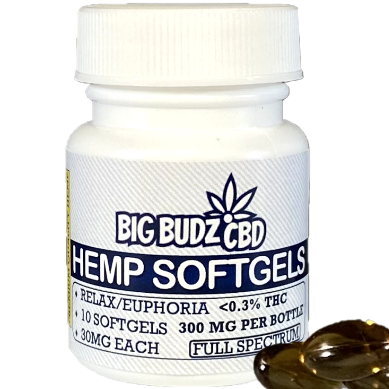 BIG BUDZ CBD
HEMP SOFTGELS
• RELAX/EUPHORIA <0.3% THC
• 10 SOFTGELS 300 MG PER BOTTLE
• 30MG EACH FULL SPECTRUM